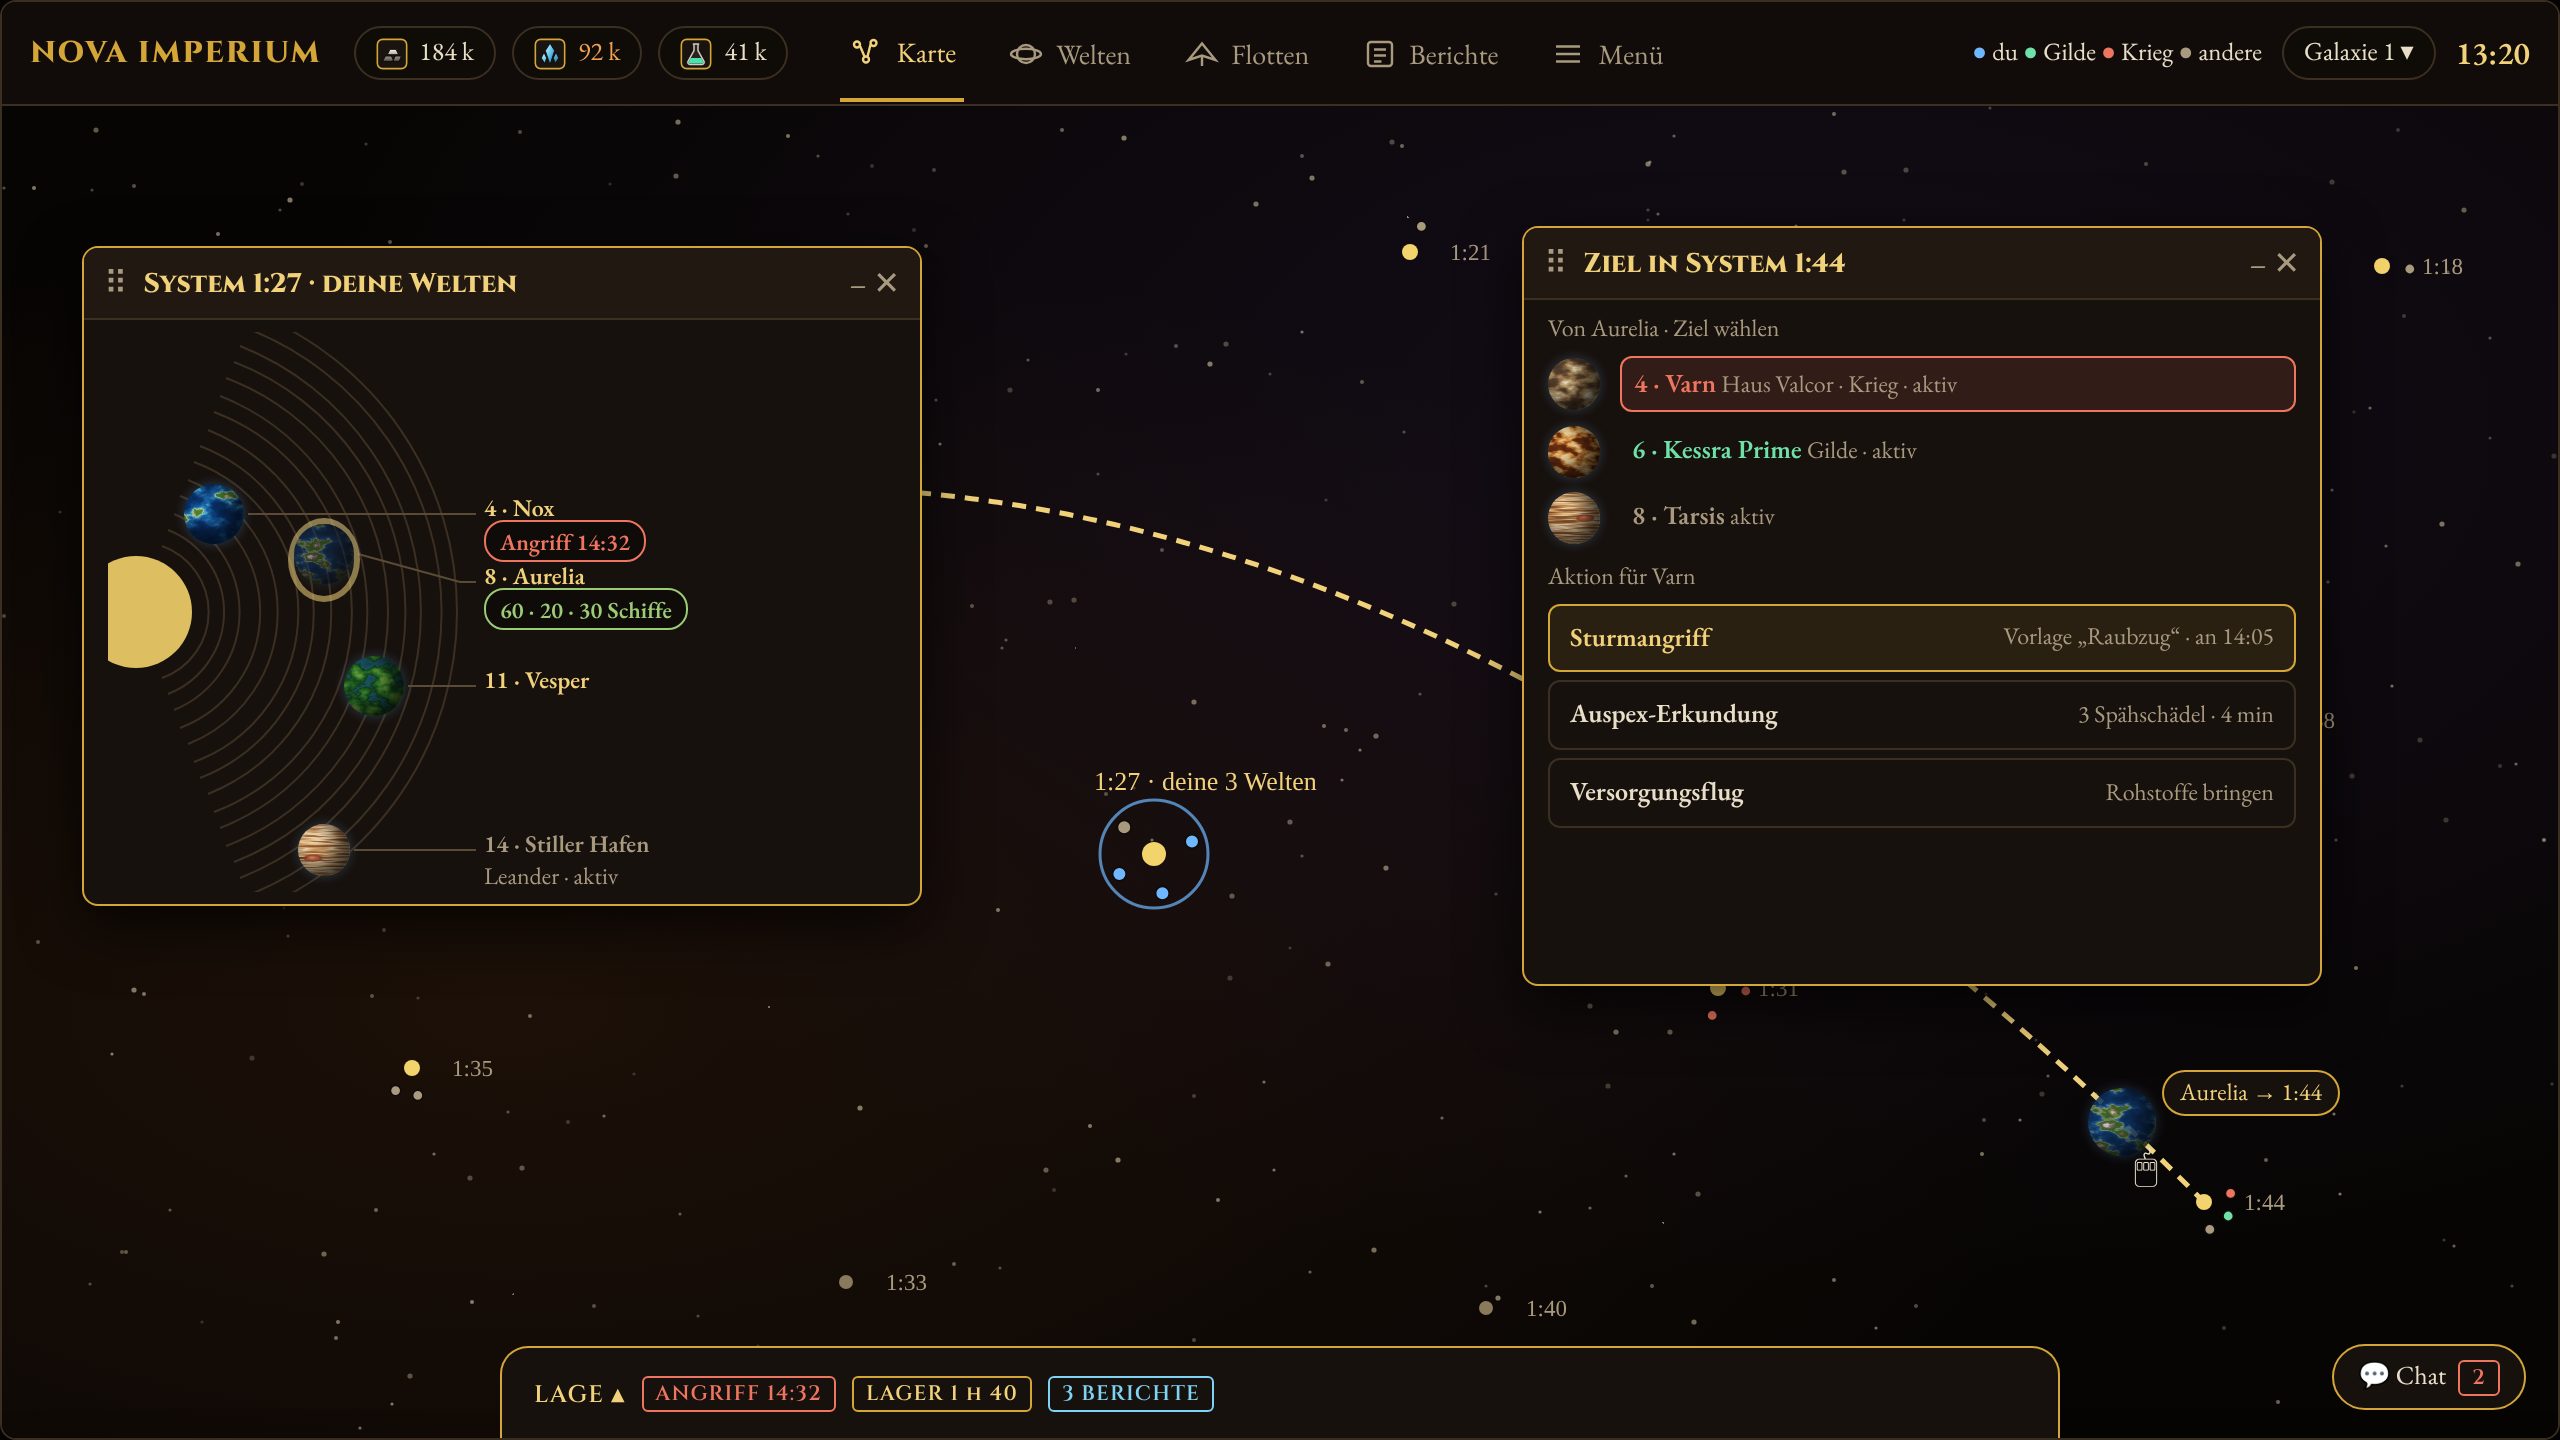 NOVA IMPERIUM 184 k 92 k 41 k Karte Welten Flotten Berichte Menü du Gilde Krieg andere Galaxie 1 ▾ 13:20
System 1:27 · deine Welten – ✕
4 · Nox
Angriff 14:32
8 · Aurelia
60 · 20 · 30 Schiffe
11 · Vesper
14 · Stiller Hafen
Leander · aktiv
1:21
Ziel in System 1:44 – ✕
Von Aurelia · Ziel wählen
4 · Varn Haus Valcor · Krieg · aktiv
6 · Kessra Prime Gilde · aktiv
8 · Tarsis aktiv
Aktion für Varn
Sturmangriff Vorlage „Raubzug“ · an 14:05
Auspex-Erkundung 3 Spähschädel · 4 min
Versorgungsflug Rohstoffe bringen
1:18
8
1:27 · deine 3 Welten
1:31
1:35
Aurelia → 1:44
1:44
1:33
1:40
LAGE ▴ ANGRIFF 14:32 LAGER 1 H 40 3 BERICHTE
Chat 2